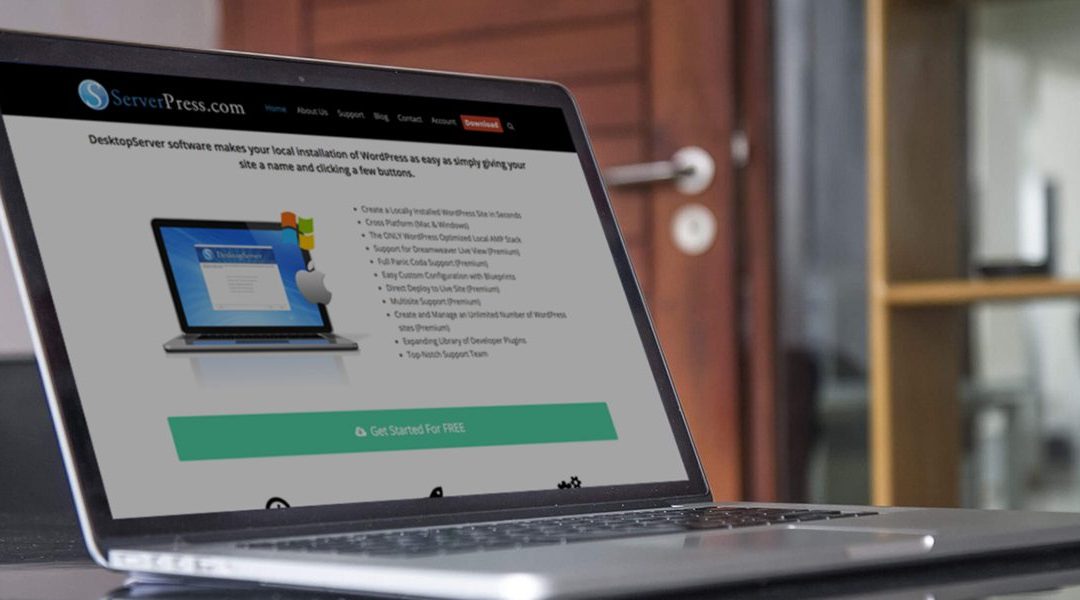 ServerPress.com
Home About Us Support Blog Contact Account Download
DesktopServer software makes your local installation of WordPress as easy as simply giving your
site a name and clicking a few buttons.
Create a Locally Installed WordPress Site in Seconds
Cross Platform (Mac & Windows)
The ONLY WordPress Optimized Local AMP Stack
Support for Dreamweaver Live View (Premium)
Full Panic Coda Support (Premium)
Easy Custom Configuration with Blueprints
Direct Deploy to Live Site (Premium)
Multisite Support (Premium)
Create and Manage an Unlimited Number of WordPress
sites (Premium)
Expanding Library of Developer Plugins
Top-Notch Support Team
DesktopServer
Get Started For FREE